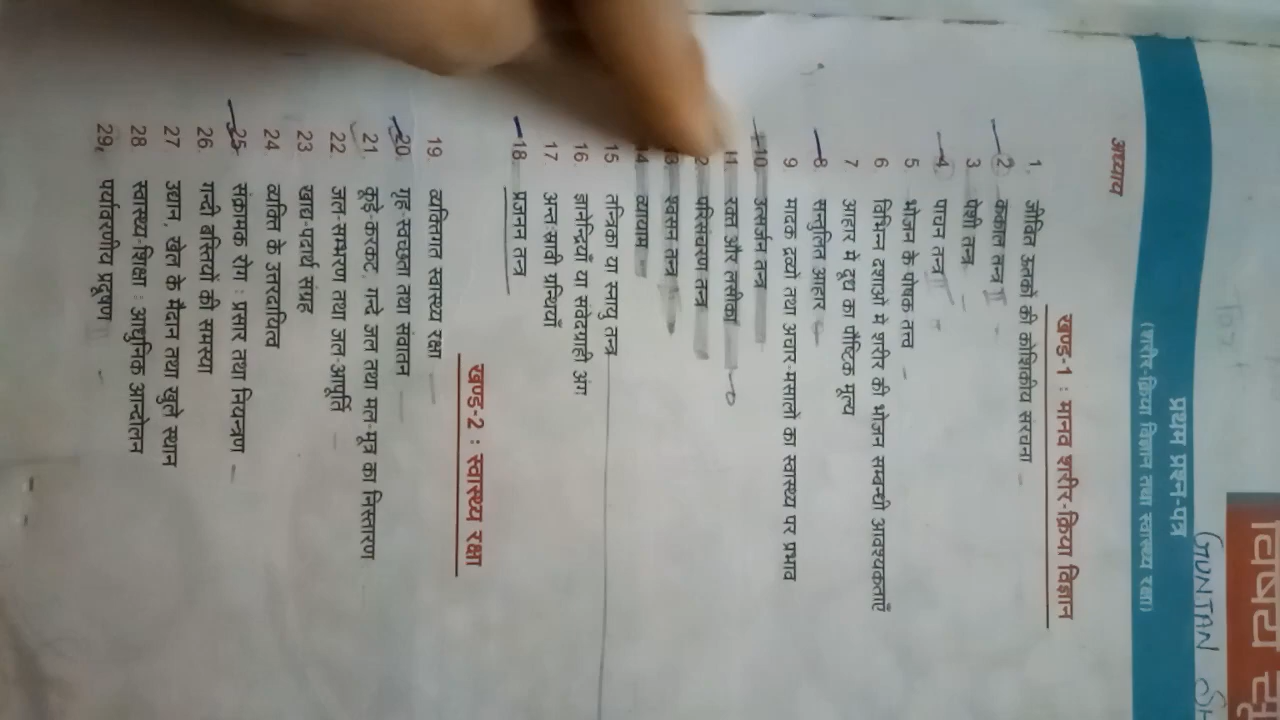 विषय सू
GUNTAN SH
प्रथम प्रश्न-पत्र
(शरीर-क्रिया विज्ञान तथा स्वास्थ्य रक्षा)
अध्याय
खण्ड-1 : मानव शरीर-क्रिया विज्ञान
1. जीवित ऊतकों की कोशिकीय संरचना
2. कंकाल तन्त्र
3. पेशी तन्त्र
4. पाचन तन्त्र
5. भोजन के पोषक तत्त्व
6. विभिन्न दशाओं में शरीर की भोजन सम्बन्धी आवश्यकताएँ
7. आहार में दूध का पौष्टिक मूल्य
8. सन्तुलित आहार
9. मादक द्रव्यों तथा अचार-मसालों का स्वास्थ्य पर प्रभाव
10. उत्सर्जन तन्त्र
11. रक्त और लसीका
2. परिसंचरण तन्त्र
13. श्वसन तन्त्र
14 व्यायाम
15 तन्त्रिका या स्नायु तन्त्र
16. ज्ञानेन्द्रियाँ या संवेदग्राही अंग
17 अन्तःस्रावी ग्रन्थियाँ
18. प्रजनन तन्त्र
खण्ड-2 : स्वास्थ्य रक्षा
19. व्यक्तिगत स्वास्थ्य रक्षा
20. गृह-स्वच्छता तथा संवातन
21. कूड़े-करकट, गन्दे जल तथा मल-मूत्र का निस्तारण
22. जल-सम्भरण तथा जल-आपूर्ति
23 खाद्य-पदार्थ संग्रह
24. व्यक्ति के उत्तरदायित्व
25. संक्रामक रोग : प्रसार तथा नियन्त्रण
26. गन्दी बस्तियों की समस्या
27 उद्यान, खेल के मैदान तथा खुले स्थान
28 स्वास्थ्य-शिक्षा : आधुनिक आन्दोलन
29. पर्यावरणीय प्रदूषण